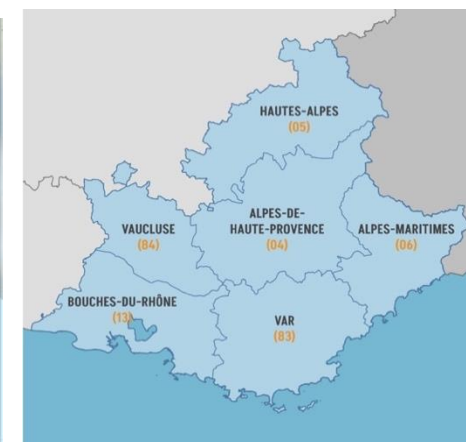 HAUTES-ALPES
(05)
ALPES-DE-
HAUTE-PROVENCE
(04)
VAUCLUSE
(84)
ALPES-MARITIMES
(06)
BOUCHES-DU-RHÔNE
(13)
VAR
(83)